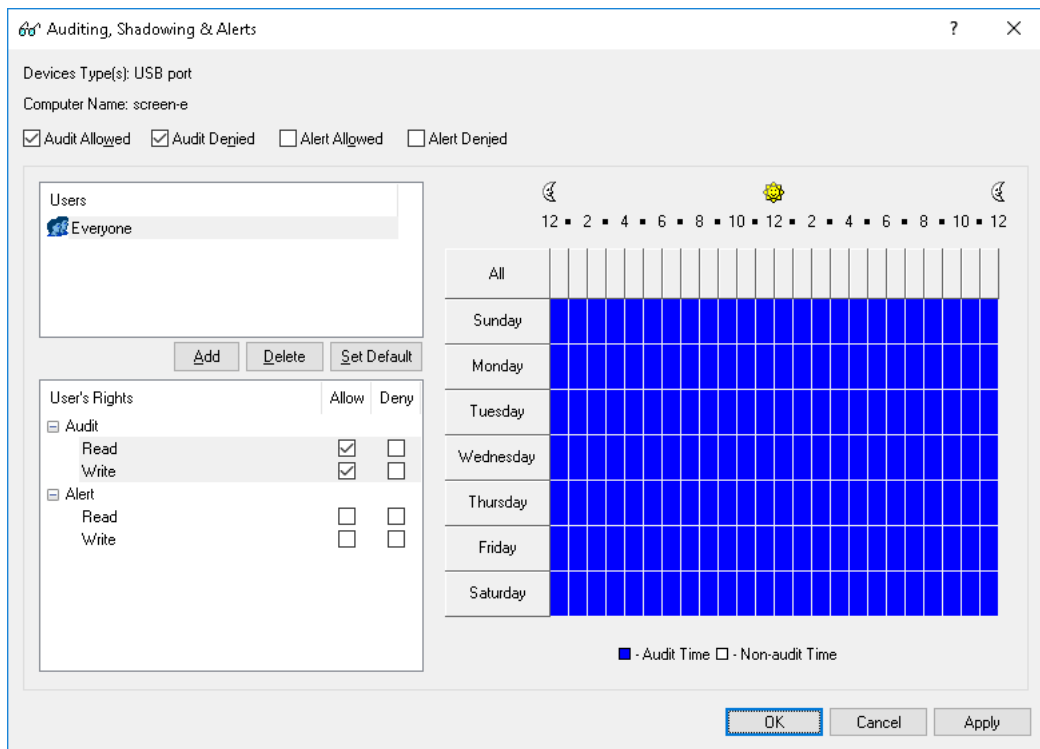 Auditing, Shadowing & Alerts
?
Devices Type(s): USB port
Computer Name: screen-e
Audit Allowed Audit Denied Alert Allowed Alert Denied
Users
Everyone
Add Delete Set Default
User's Rights Allow Deny
Audit
Read
Write
Alert
Read
Write
12 ▪ 2 ▪ 4 ▪ 6 ▪ 8 ▪ 10 ▪ 12 ▪ 2 ▪ 4 ▪ 6 ▪ 8 ▪ 10 ▪ 12
All
Sunday
Monday
Tuesday
Wednesday
Thursday
Friday
Saturday
- Audit Time - Non-audit Time
OK Cancel Apply